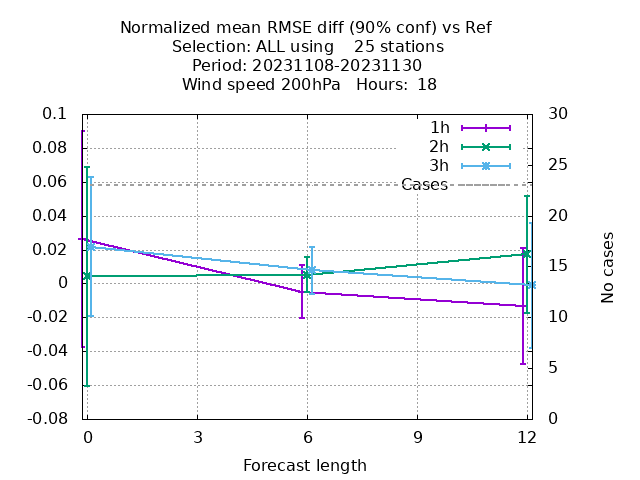 Normalized mean RMSE diff (90% conf) vs Ref
Selection: ALL using    25 stations
Period: 20231108-20231130
Wind speed 200hPa   Hours:  18
0.1
0.08
0.06
0.04
0.02
0
-0.02
-0.04
-0.06
-0.08
30
25
20
15
10
5
0
1h
2h
3h
Cases
No cases
0 3 6 9 12
Forecast length